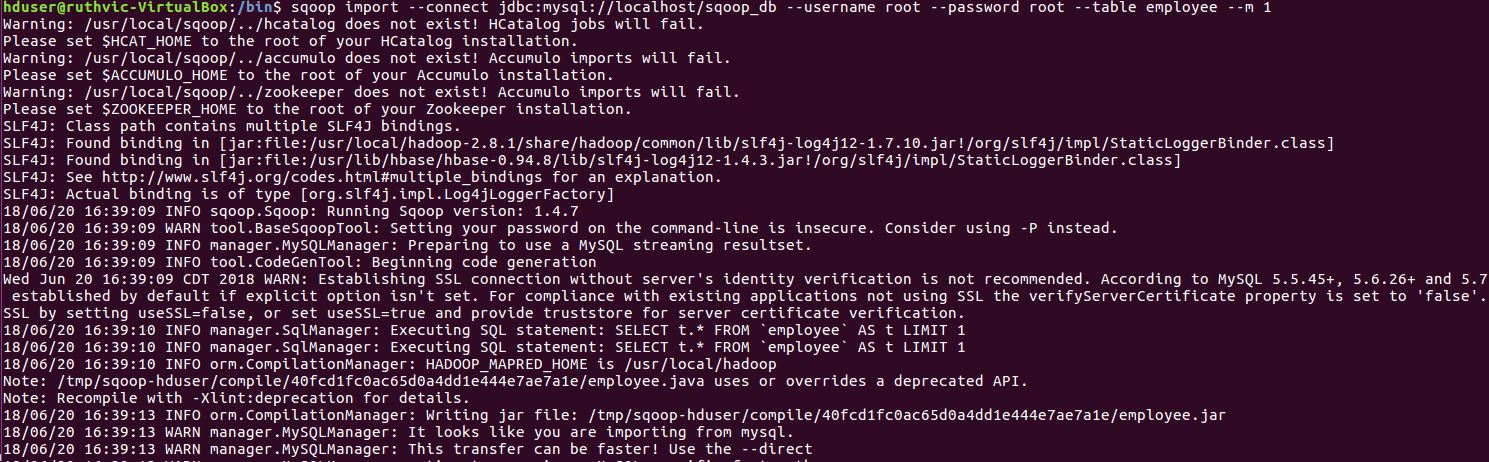 hduser@ruthvic-VirtualBox:/bin$ sqoop import --connect jdbc:mysql://localhost/sqoop_db --username root --password root --table employee --m 1
Warning: /usr/local/sqoop/../hcatalog does not exist! HCatalog jobs will fail.
Please set $HCAT_HOME to the root of your HCatalog installation.
Warning: /usr/local/sqoop/../accumulo does not exist! Accumulo imports will fail.
Please set $ACCUMULO_HOME to the root of your Accumulo installation.
Warning: /usr/local/sqoop/../zookeeper does not exist! Accumulo imports will fail.
Please set $ZOOKEEPER_HOME to the root of your Zookeeper installation.
SLF4J: Class path contains multiple SLF4J bindings.
SLF4J: Found binding in [jar:file:/usr/local/hadoop-2.8.1/share/hadoop/common/lib/slf4j-log4j12-1.7.10.jar!/org/slf4j/impl/StaticLoggerBinder.class]
SLF4J: Found binding in [jar:file:/usr/lib/hbase/hbase-0.94.8/lib/slf4j-log4j12-1.4.3.jar!/org/slf4j/impl/StaticLoggerBinder.class]
SLF4J: See http://www.slf4j.org/codes.html#multiple_bindings for an explanation.
SLF4J: Actual binding is of type [org.slf4j.impl.Log4jLoggerFactory]
18/06/20 16:39:09 INFO sqoop.Sqoop: Running Sqoop version: 1.4.7
18/06/20 16:39:09 WARN tool.BaseSqoopTool: Setting your password on the command-line is insecure. Consider using -P instead.
18/06/20 16:39:09 INFO manager.MySQLManager: Preparing to use a MySQL streaming resultset.
18/06/20 16:39:09 INFO tool.CodeGenTool: Beginning code generation
Wed Jun 20 16:39:09 CDT 2018 WARN: Establishing SSL connection without server's identity verification is not recommended. According to MySQL 5.5.45+, 5.6.26+ and 5.7
established by default if explicit option isn't set. For compliance with existing applications not using SSL the verifyServerCertificate property is set to 'false'.
SSL by setting useSSL=false, or set useSSL=true and provide truststore for server certificate verification.
18/06/20 16:39:10 INFO manager.SqlManager: Executing SQL statement: SELECT t.* FROM `employee` AS t LIMIT 1
18/06/20 16:39:10 INFO manager.SqlManager: Executing SQL statement: SELECT t.* FROM `employee` AS t LIMIT 1
18/06/20 16:39:10 INFO orm.CompilationManager: HADOOP_MAPRED_HOME is /usr/local/hadoop
Note: /tmp/sqoop-hduser/compile/40fcd1fc0ac65d0a4dd1e444e7ae7a1e/employee.java uses or overrides a deprecated API.
Note: Recompile with -Xlint:deprecation for details.
18/06/20 16:39:13 INFO orm.CompilationManager: Writing jar file: /tmp/sqoop-hduser/compile/40fcd1fc0ac65d0a4dd1e444e7ae7a1e/employee.jar
18/06/20 16:39:13 WARN manager.MySQLManager: It looks like you are importing from mysql.
18/06/20 16:39:13 WARN manager.MySQLManager: This transfer can be faster! Use the --direct